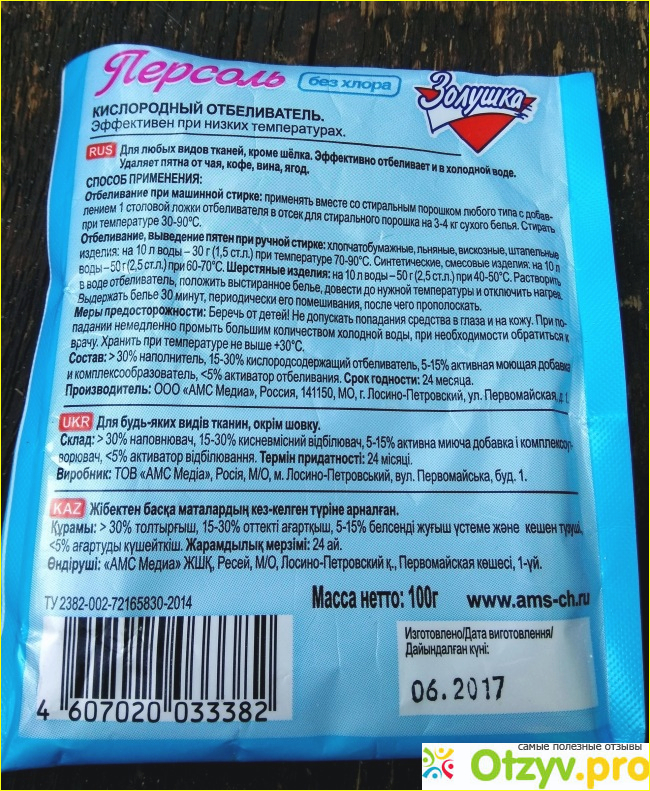 Персоль
без хлора
Золушка
КИСЛОРОДНЫЙ ОТБЕЛИВАТЕЛЬ.
Эффективен при низких температурах.
RUS Для любых видов тканей, кроме шёлка. Эффективно отбеливает и в холодной воде.
Удаляет пятна от чая, кофе, вина, ягод.
СПОСОБ ПРИМЕНЕНИЯ:
Отбеливание при машинной стирке: применять вместе со стиральным порошком любого типа с добав-
лением 1 столовой ложки отбеливателя в отсек для стирального порошка на 3-4 кг сухого белья. Стирать
при температуре 30-90°С.
Отбеливание, выведение пятен при ручной стирке: хлопчатобумажные, льняные, вискозные, штапельные
изделия: на 10 л воды – 30 г (1,5 ст.л.) при температуре 70-90°С. Синтетические, смесовые изделия: на 10 л
воды – 50 г (2,5 ст.л.) при 60-70°С. Шерстяные изделия: на 10 л воды – 50 г (2,5 ст.л.) при 40-50°С. Растворить
в воде отбеливатель, положить выстиранное белье, довести до нужной температуры и отключить нагрев.
Выдержать белье 30 минут, периодически его помешивания, после чего прополоскать.
Меры предосторожности: Беречь от детей! Не допускать попадания средства в глаза и на кожу. При по-
падании немедленно промыть большим количеством холодной воды, при необходимости обратиться к
врачу. Хранить при температуре не выше +30°С.
Состав: > 30% наполнитель, 15-30% кислородсодержащий отбеливатель, 5-15% активная моющая добавка
и комплексообразователь, <5% активатор отбеливания. Срок годности: 24 месяца.
Производитель: ООО «АМС Медиа», Россия, 141150, МО, г. Лосино-Петровский, ул. Первомайская, д.1.
UKR Для будь-яких видів тканин, окрім шовку.
Склад: > 30% наповнювач, 15-30% кисневмісний відбілювач, 5-15% активна миюча добавка і комплексоу-
ворювач, <5% активатор відбілювання. Термін придатності: 24 місяці.
Виробник: ТОВ «АМС Медіа», Росія, М/О, м. Лосино-Петровський, вул. Первомайська, буд. 1.
KAZ Жібектен басқа маталардың кез-келген түріне арналған.
Құрамы: > 30% толтырғыш, 15-30% оттекті ағартқыш, 5-15% белсенді жуғыш үстеме және кешен түзуші,
<5% ағартуды күшейткіш. Жарамдылық мерзімі: 24 ай.
Өндіруші: «АМС Медиа» ЖШҚ, Ресей, М/О, Лосино-Петровский қ., Первомайская көшесі, 1-үй.
ТУ 2382-002-72165830-2014
Масса нетто: 100г
www.ams-ch.ru
Изготовлено/Дата виготовлення/
Дайындалған күні:
06.2017
4 607020 033382
самые полезные отзывы
Otzyv.pro